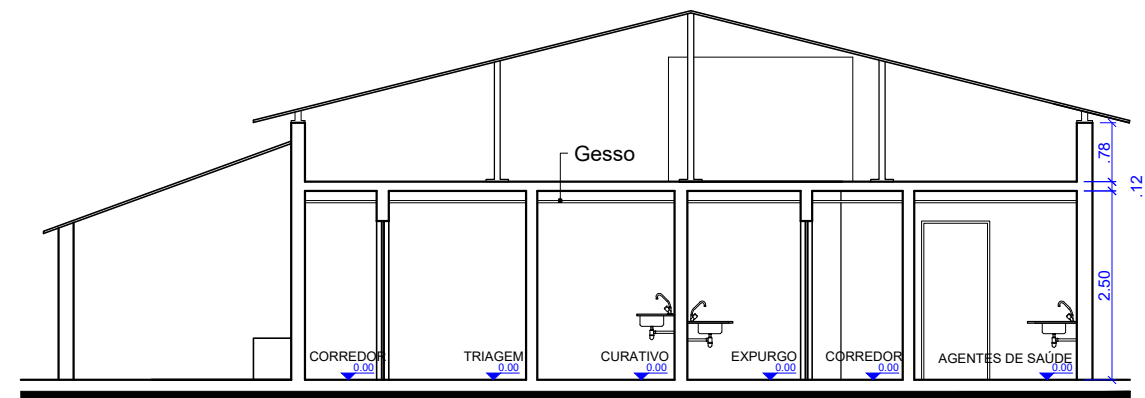 Gesso
.78
.12
2.50
CORREDOR
0.00
TRIAGEM
0.00
CURATIVO
0.00
EXPURGO
0.00
CORREDOR
0.00
AGENTES DE SAÚDE
0.00